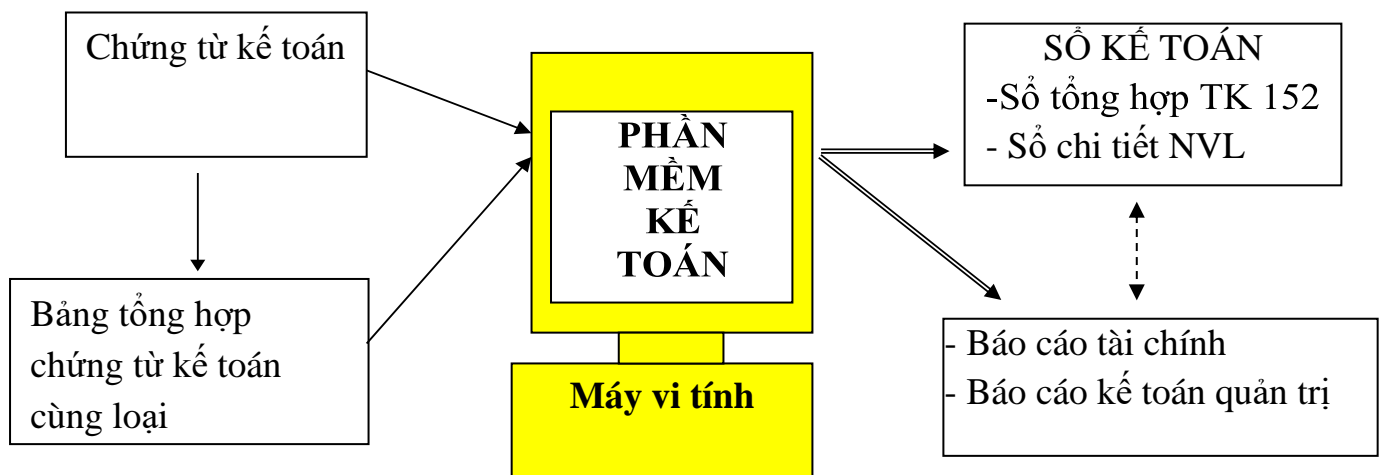 Chứng từ kế toán
Bảng tổng hợp
chứng từ kế toán
cùng loại
PHẦN
MỀM
KẾ
TOÁN
Máy vi tính
SỔ KẾ TOÁN
-Sổ tổng hợp TK 152
- Sổ chi tiết NVL
- Báo cáo tài chính
- Báo cáo kế toán quản trị